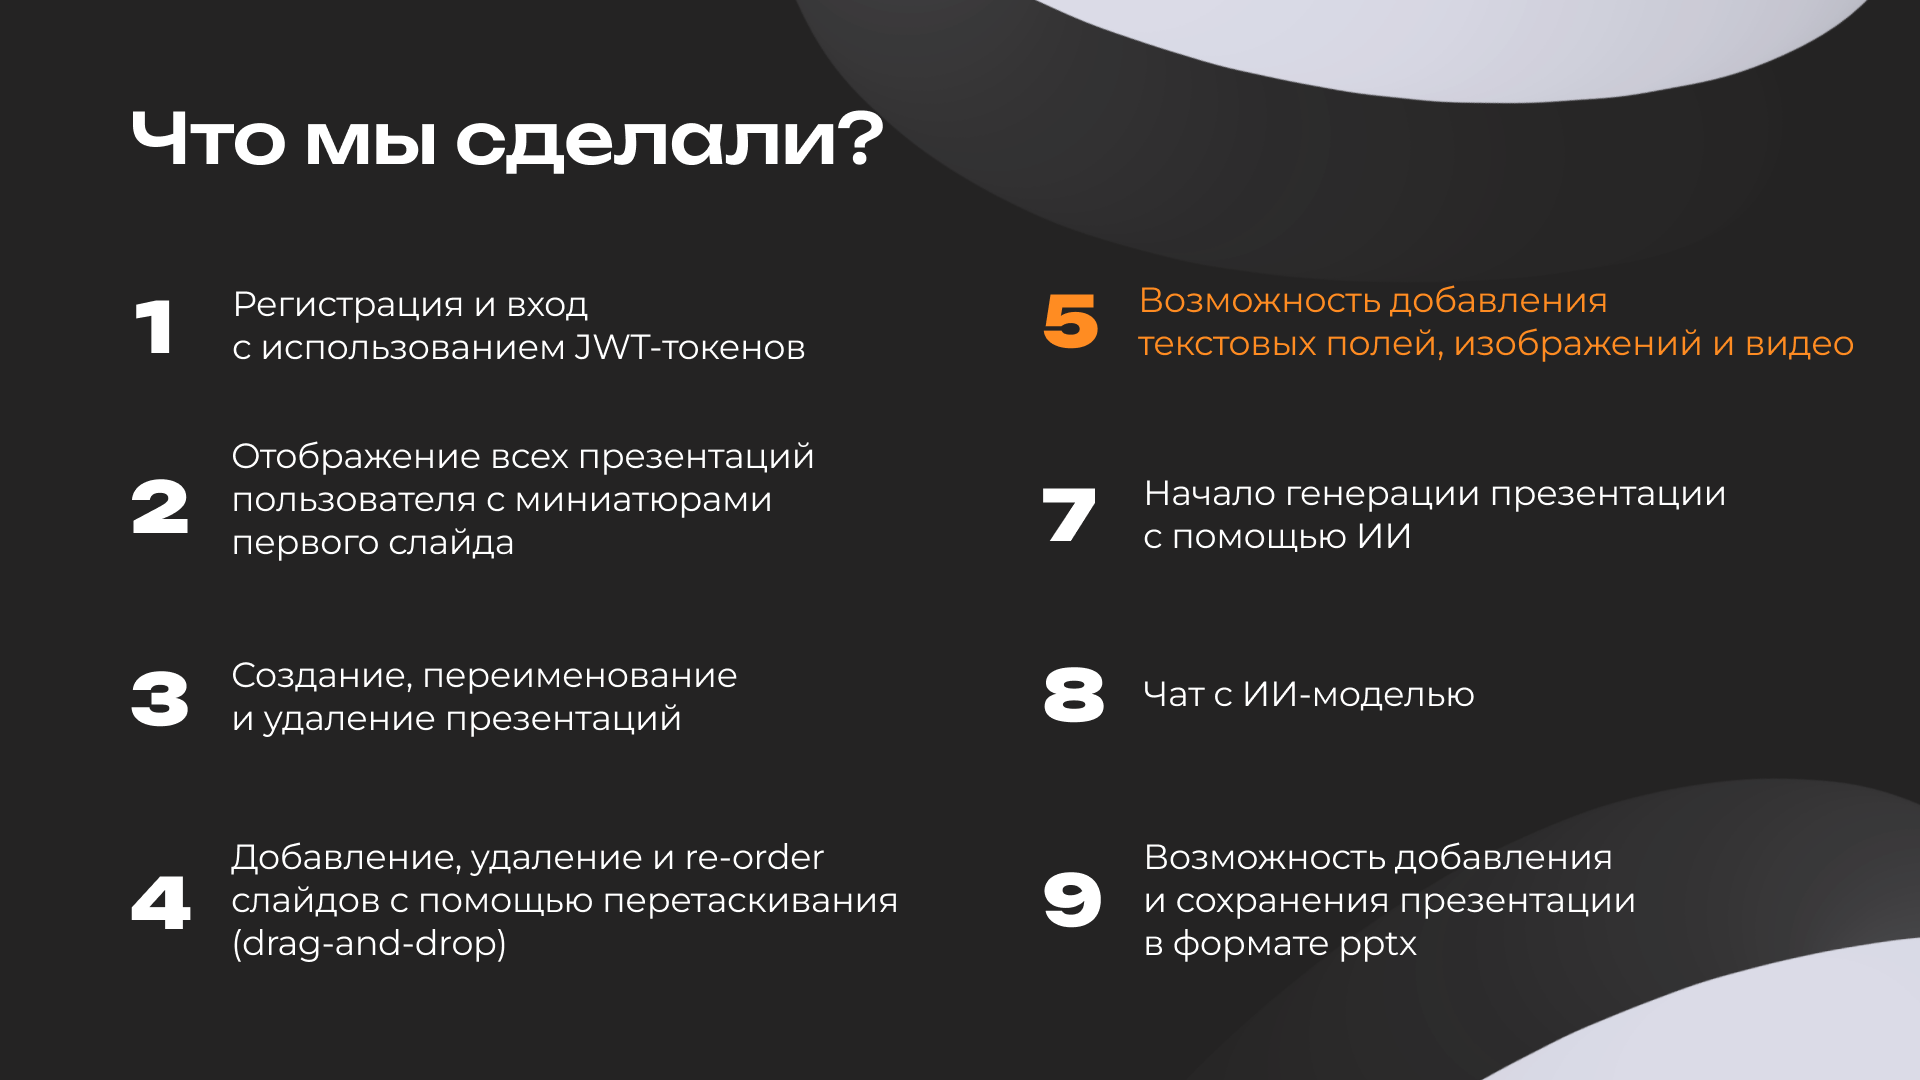 Что мы сделали?
1
Регистрация и вход
с использованием JWT-токенов
2
Отображение всех презентаций
пользователя с миниатюрами
первого слайда
3
Создание, переименование
и удаление презентаций
4
Добавление, удаление и re-order
слайдов с помощью перетаскивания
(drag-and-drop)
5
Возможность добавления
текстовых полей, изображений и видео
7
Начало генерации презентации
с помощью ИИ
8
Чат с ИИ-моделью
9
Возможность добавления
и сохранения презентации
в формате pptx